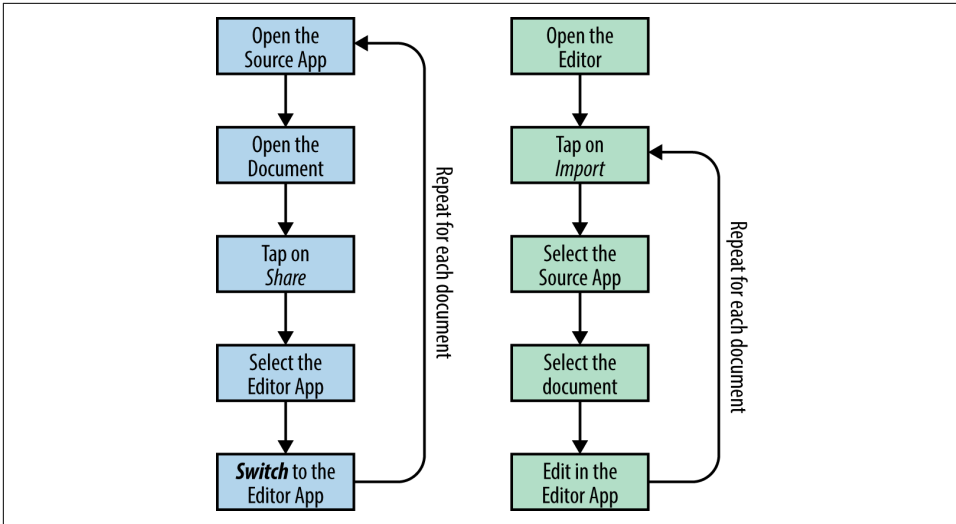 Open the
Source App
Open the
Document
Tap on
Share
Select the
Editor App
Switch to the
Editor App
Repeat for each document
Open the
Editor
Tap on
Import
Select the
Source App
Select the
document
Edit in the
Editor App
Repeat for each document